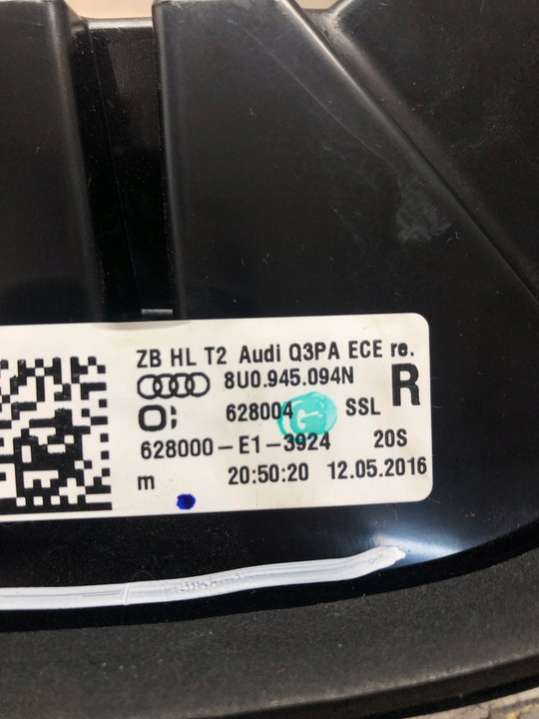 ZB HL T2 Audi Q3PA ECE re.
8U0.945.094N R
628004 G SSL
628000-E1-3924 20S
m 20:50:20 12.05.2016